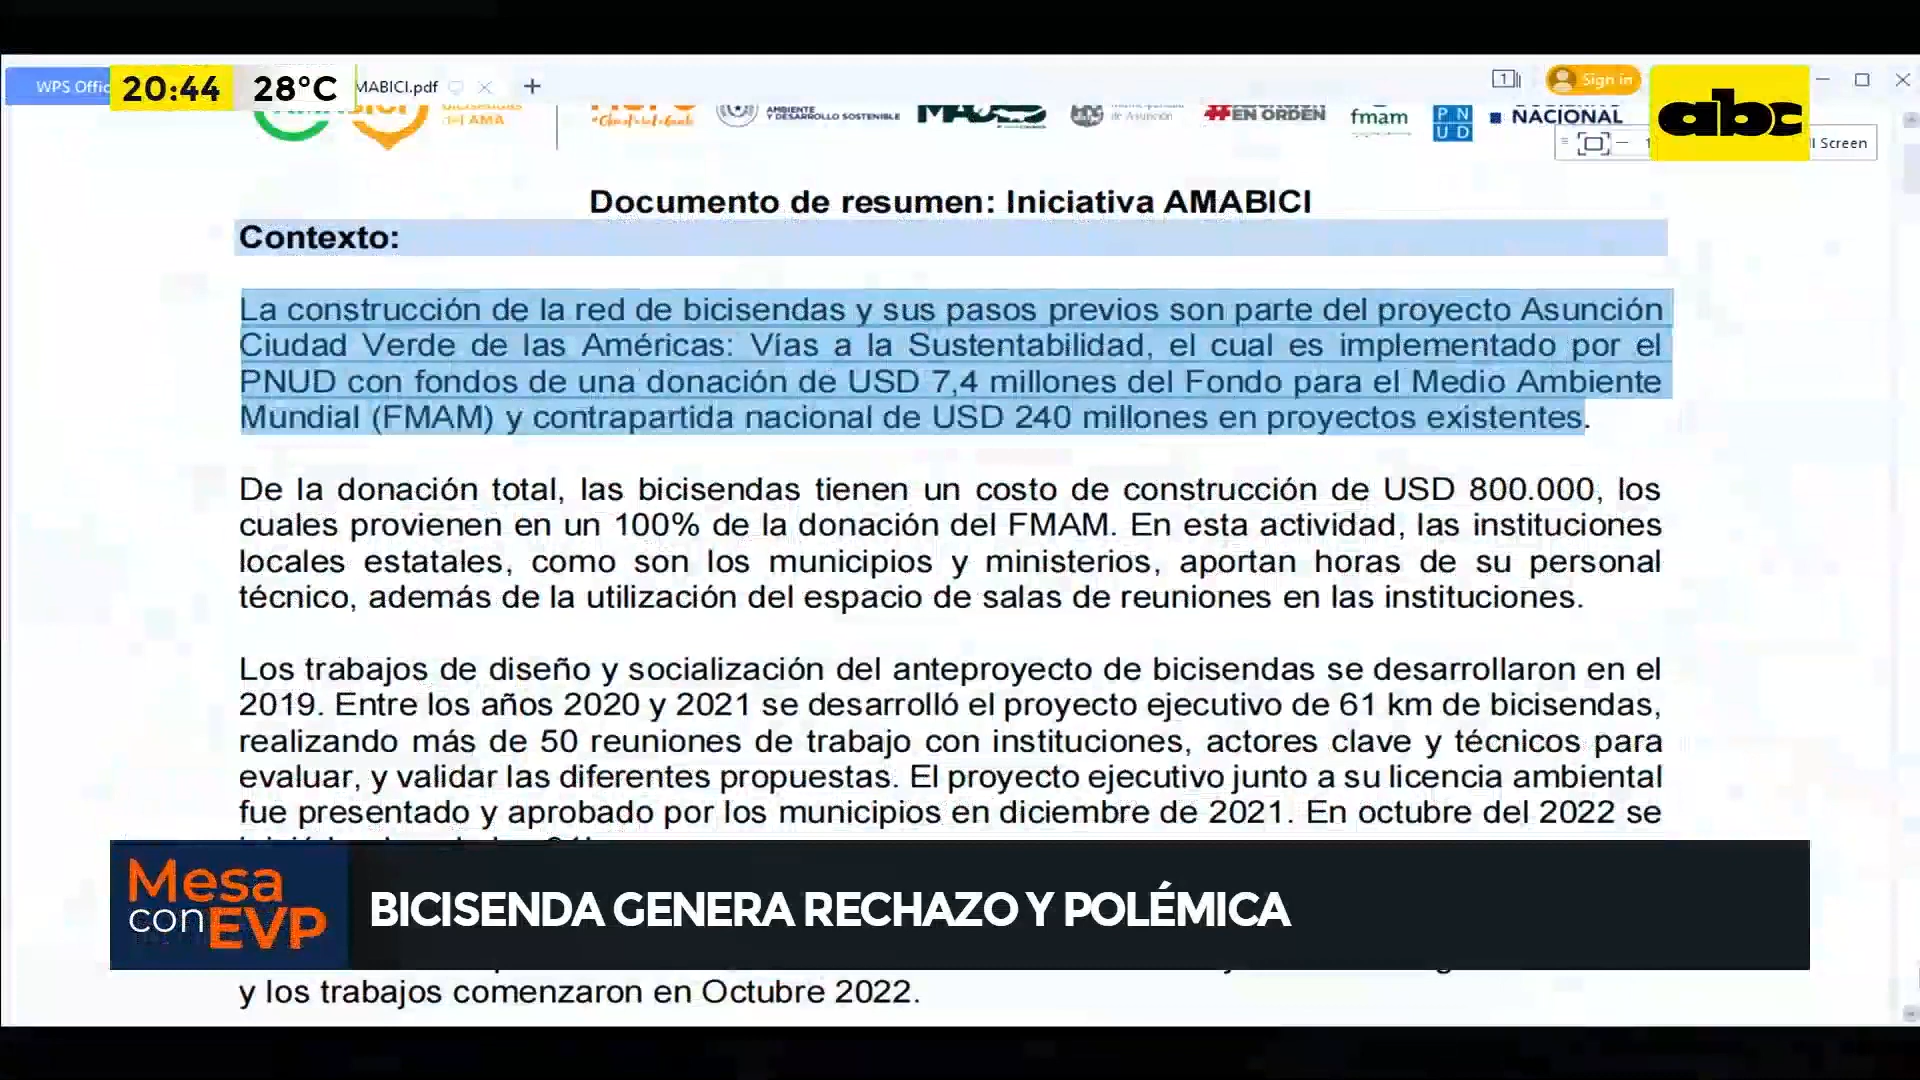 20:44 28°C
MABICI.pdf
Sign in
abc
AMBIENTE
Y DESARROLLO SOSTENIBLE
de Asunción
#EN ORDEN
fmam
PN
UD
NACIONAL
del AMA
Screen
Documento de resumen: Iniciativa AMABICI
Contexto:
La construcción de la red de bicisendas y sus pasos previos son parte del proyecto Asunción
Ciudad Verde de las Américas: Vías a la Sustentabilidad, el cual es implementado por el
PNUD con fondos de una donación de USD 7,4 millones del Fondo para el Medio Ambiente
Mundial (FMAM) y contrapartida nacional de USD 240 millones en proyectos existentes.
De la donación total, las bicisendas tienen un costo de construcción de USD 800.000, los
cuales provienen en un 100% de la donación del FMAM. En esta actividad, las instituciones
locales estatales, como son los municipios y ministerios, aportan horas de su personal
técnico, además de la utilización del espacio de salas de reuniones en las instituciones.
Los trabajos de diseño y socialización del anteproyecto de bicisendas se desarrollaron en el
2019. Entre los años 2020 y 2021 se desarrolló el proyecto ejecutivo de 61 km de bicisendas,
realizando más de 50 reuniones de trabajo con instituciones, actores clave y técnicos para
evaluar, y validar las diferentes propuestas. El proyecto ejecutivo junto a su licencia ambiental
fue presentado y aprobado por los municipios en diciembre de 2021. En octubre del 2022 se
Mesa
con EVP
BICISENDA GENERA RECHAZO Y POLÉMICA
y los trabajos comenzaron en Octubre 2022.